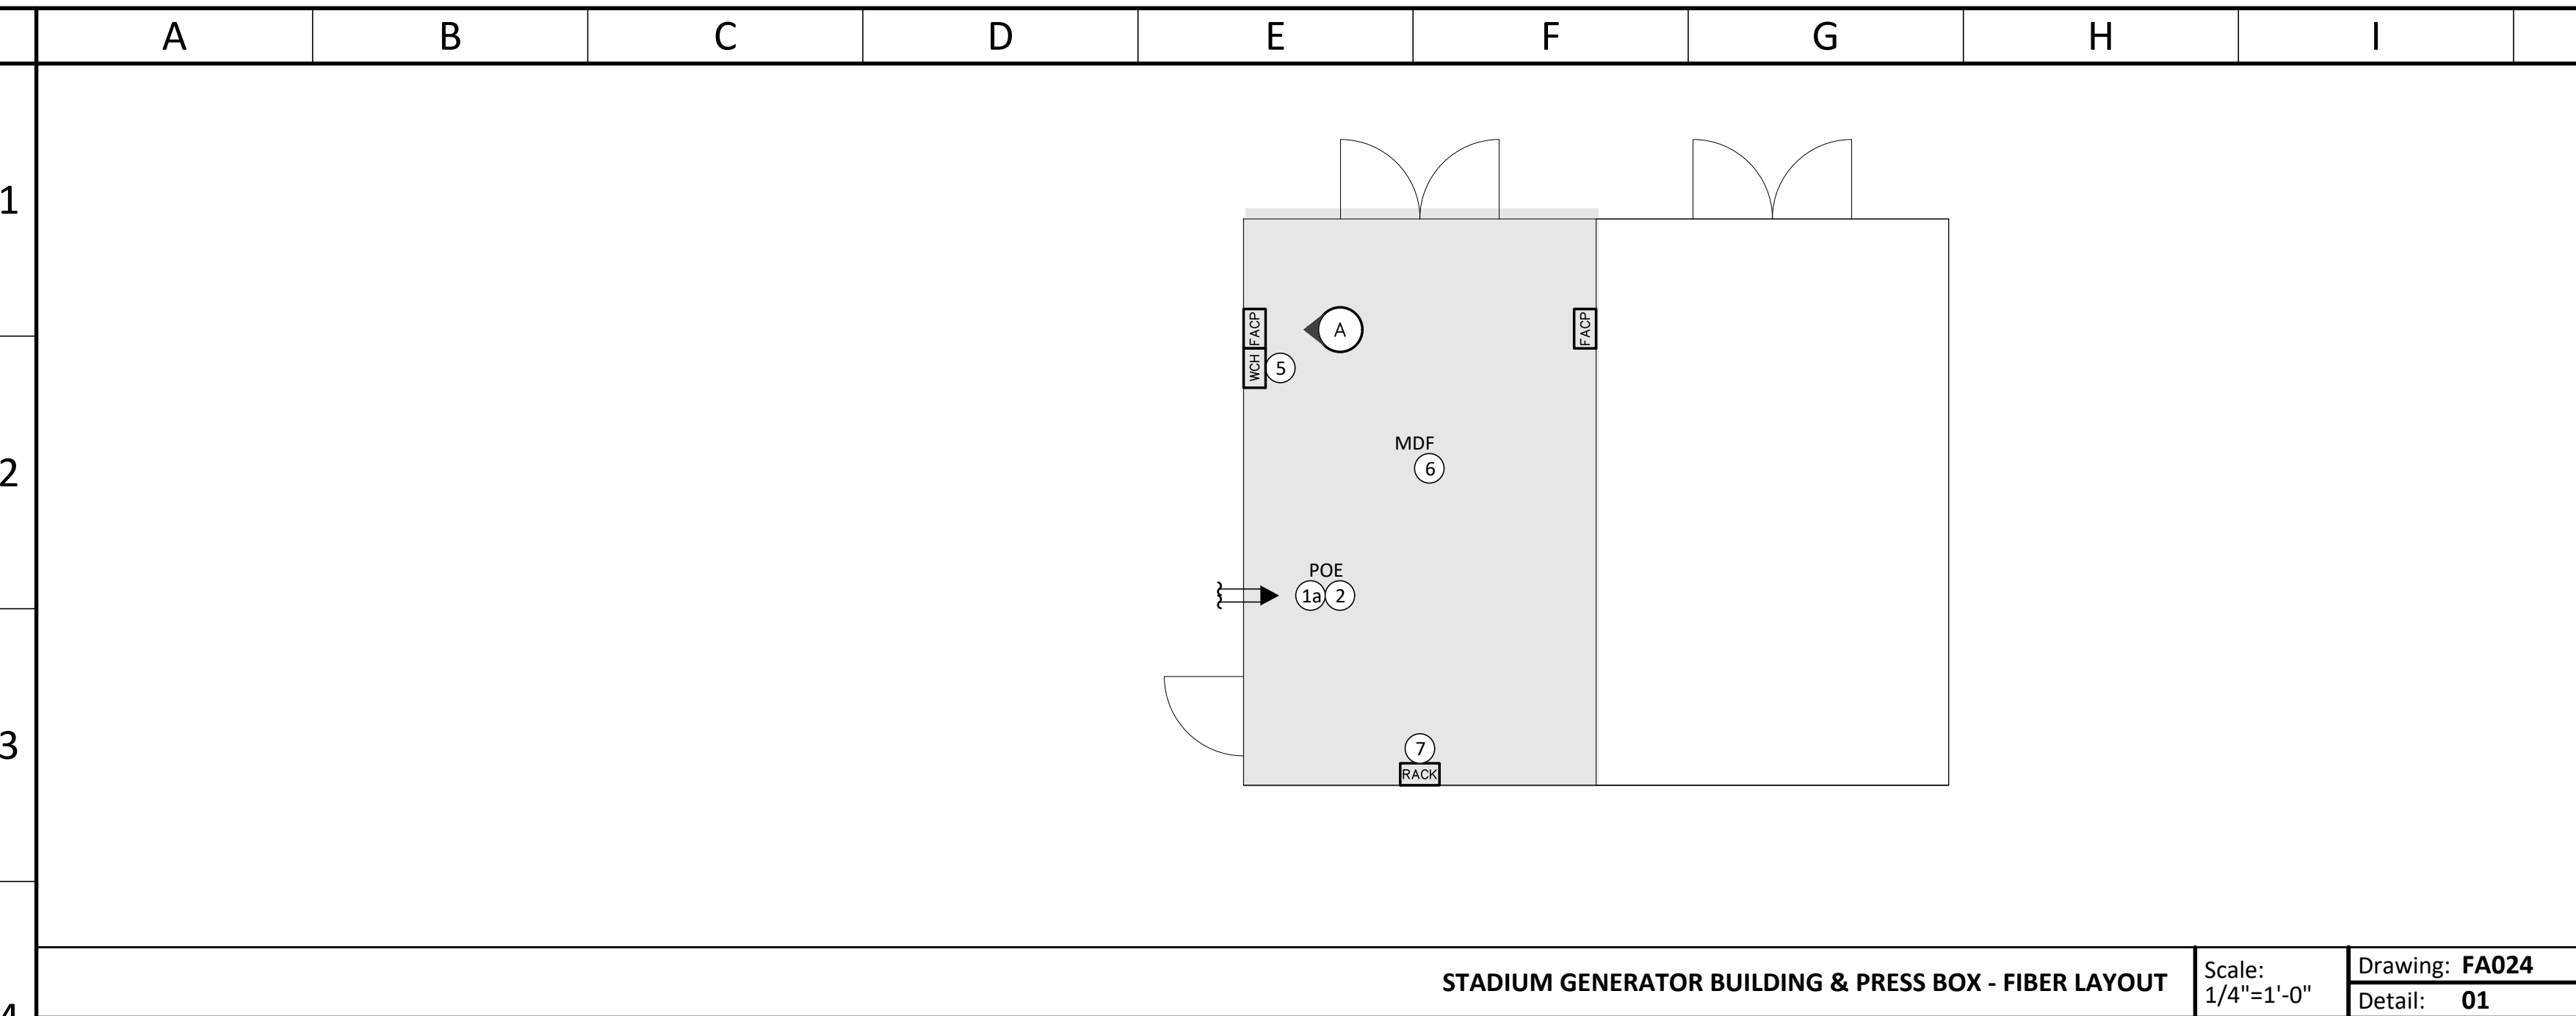 A B C D E F G H I
1
FACP A FACP
WCH 5
2
MDF
6
POE
1a 2
3
7
RACK
4
STADIUM GENERATOR BUILDING & PRESS BOX - FIBER LAYOUT
Scale:
1/4"=1'-0"
Drawing: FA024
Detail: 01